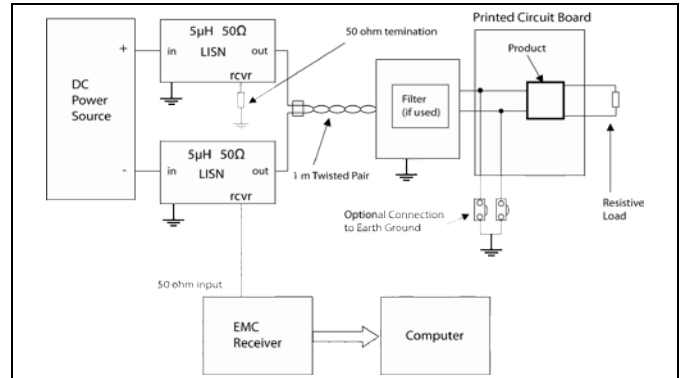 Printed Circuit Board
5µH 50Ω
in
out
LISN
rcvr
50 ohm temination
Product
+
DC
Power
Source
-
Filter
(if used)
5µH 50Ω
in
out
LISN
rcvr
1 m Twisted Pair
Resistive
Load
Optional Connection
to Earth Ground
50 ohm input
EMC
Receiver
Computer